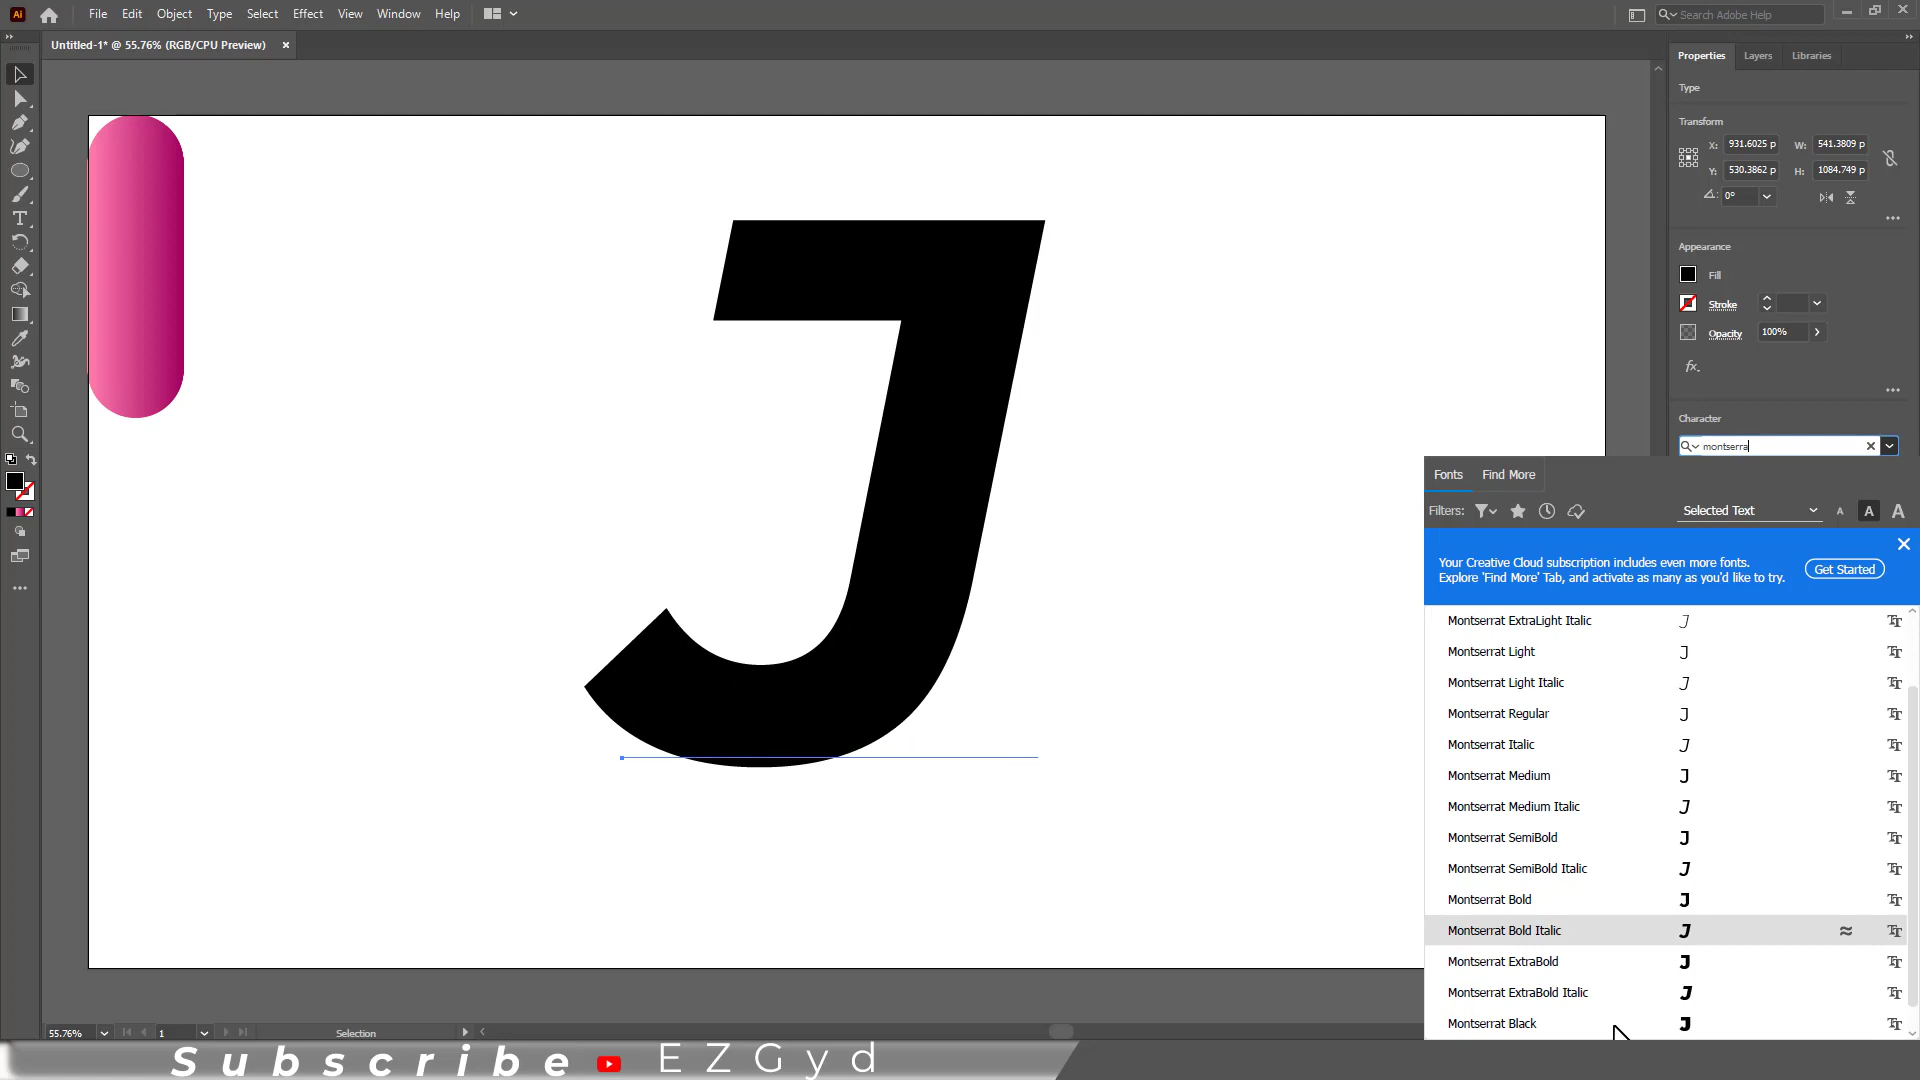 Ai File Edit Object Type Select Effect View Window Help Search Adobe Help
Untitled-1* @ 55.76% (RGB/CPU Preview) ×
Properties Layers Libraries
Type
Transform
X: 931.6025 p W: 541.3809 p
Y: 530.3862 p H: 1084.749 p
0°
Appearance
Fill
Stroke
Opacity 100%
fx.
Character
montserra
J
Fonts Find More
Filters: Selected Text A A A
Your Creative Cloud subscription includes even more fonts.
Explore 'Find More' Tab, and activate as many as you'd like to try.
Get Started
Montserrat ExtraLight Italic J
Montserrat Light J
Montserrat Light Italic J
Montserrat Regular J
Montserrat Italic J
Montserrat Medium J
Montserrat Medium Italic J
Montserrat SemiBold J
Montserrat SemiBold Italic J
Montserrat Bold J
Montserrat Bold Italic J
Montserrat ExtraBold J
Montserrat ExtraBold Italic J
Montserrat Black J
55.76% 1 Selection
Subscribe EZGyd